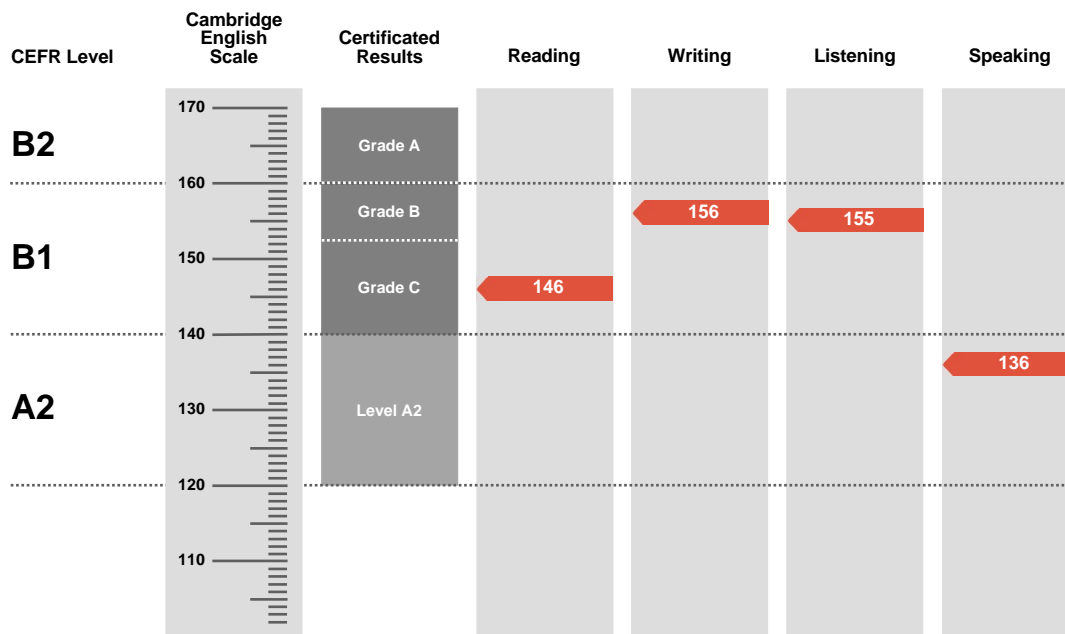 CEFR Level
Cambridge
English
Scale
Certificated
Results
Reading
Writing
Listening
Speaking
170
B2
Grade A
160
Grade B
156
155
B1
150
Grade C
146
140
136
A2
130
Level A2
120
110